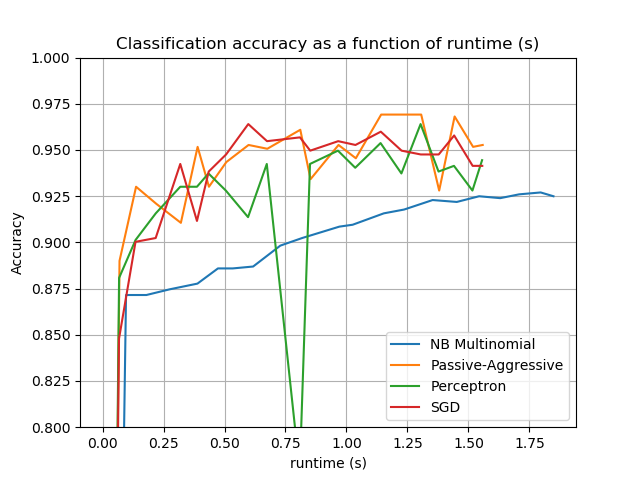 Classification accuracy as a function of runtime (s)
1.000
0.975
0.950
0.925
0.900
0.875
0.850
0.825
0.800
Accuracy
NB Multinomial
Passive-Aggressive
Perceptron
SGD
0.00 0.25 0.50 0.75 1.00 1.25 1.50 1.75
runtime (s)